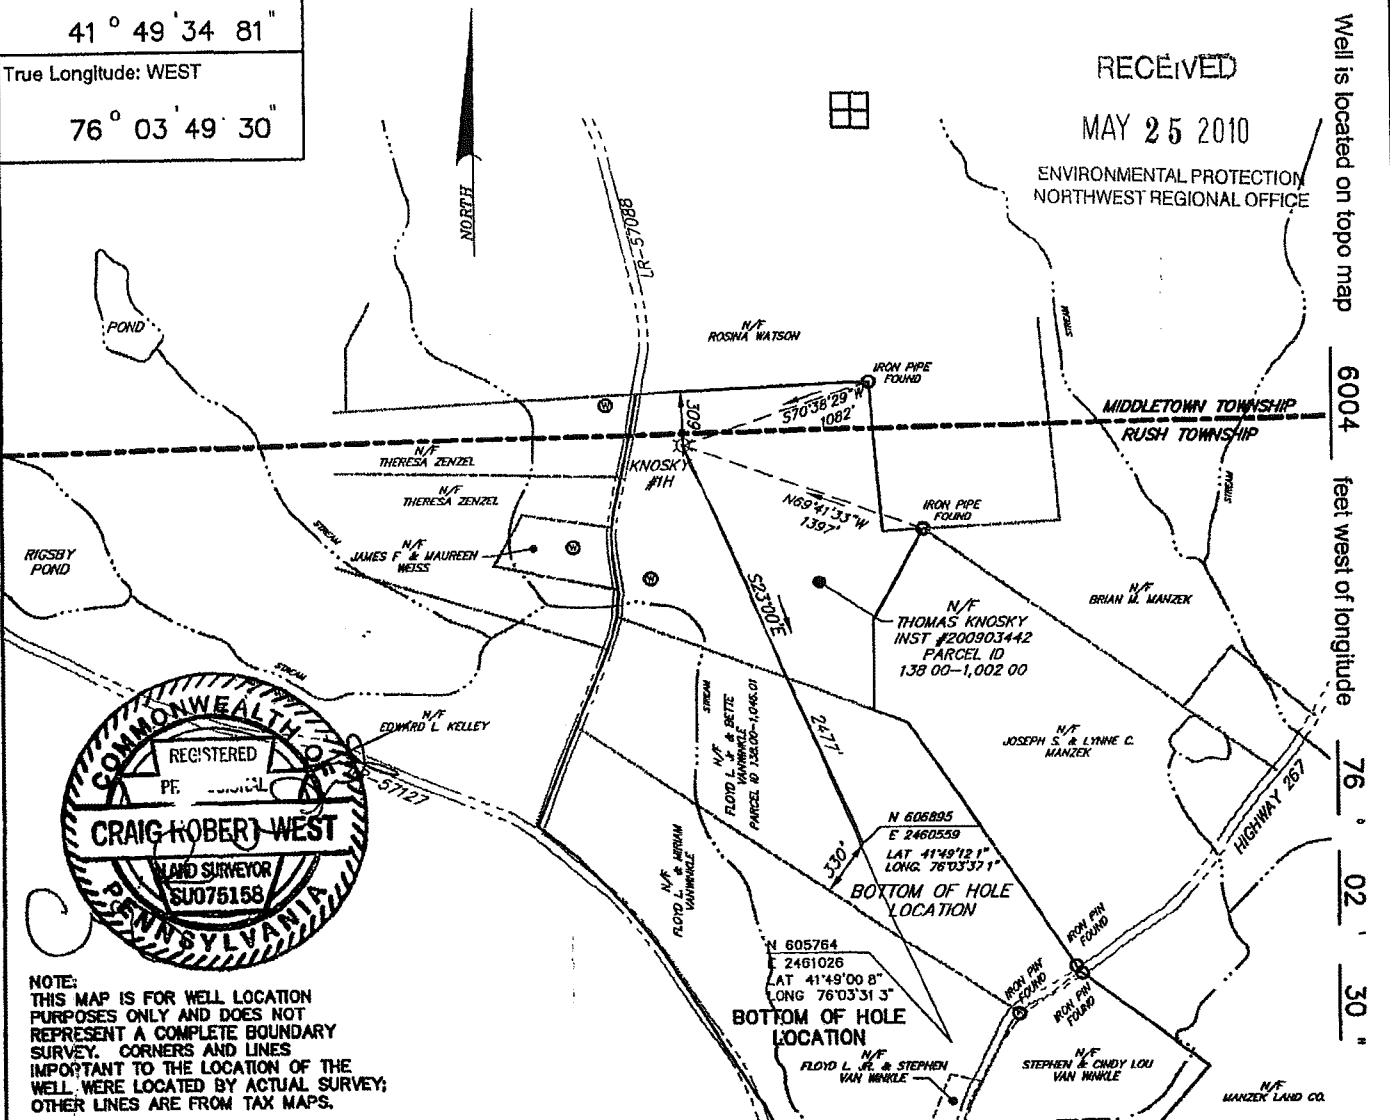 41 ° 49 ' 34 81 "
True Longitude: WEST
76 ° 03 ' 49 30 "
NORTH
LR-57088
RECEIVED
MAY 25 2010
ENVIRONMENTAL PROTECTION
NORTHWEST REGIONAL OFFICE
Well is located on topo map 6004 feet west of longitude 76 ° 02 ' 30 "
POND
N/F
ROSINA WATSON
IRON PIPE
FOUND
STREAM
S70°38'29"W
1082'
309'
MIDDLETOWN TOWNSHIP
RUSH TOWNSHIP
W
N/F
THERESA ZENZEL
KNOSKY
#1H
N/F
THERESA ZENZEL
N69°41'33"W
1397'
IRON PIPE
FOUND
STREAM
STREAM
RIGSBY
POND
N/F
JAMES F & MAUREEN
WEISS
W
W
S23°00'E
N/F
THOMAS KNOSKY
INST #200903442
PARCEL ID
138 00-1,002 00
N/F
BRIAN M. MANZEK
STREAM
STREAM
N/F
EDWARD L. KELLEY
N/F
FLOYD L. Jr & BETTE
VANWINKLE
PARCEL ID 138.00-1,046.01
2477'
N/F
JOSEPH S. & LYNNE C.
MANZEK
HIGHWAY 267
-57127
COMMONWEALTH OF
REGISTERED
CRAIG ROBERT WEST
LAND SURVEYOR
SU075158
PENNSYLVANIA
N/F
FLOYD L. & MIRIAM
VANWINKLE
330'
N 606895
E 2460559
LAT 41°49'12 1"
LONG. 76°03'37 1"
BOTTOM OF HOLE
LOCATION
N 605764
E 2461026
LAT 41°49'00 8"
LONG 76°03'31 3"
BOTTOM OF HOLE
LOCATION
IRON PIN
FOUND
IRON PIN
FOUND
IRON PIN
FOUND
N/F
FLOYD L. JR. & STEPHEN
VAN WINKLE
N/F
STEPHEN & CINDY LOU
VAN WINKLE
N/F
MANZEK LAND CO.
NOTE:
THIS MAP IS FOR WELL LOCATION
PURPOSES ONLY AND DOES NOT
REPRESENT A COMPLETE BOUNDARY
SURVEY. CORNERS AND LINES
IMPORTANT TO THE LOCATION OF THE
WELL WERE LOCATED BY ACTUAL SURVEY;
OTHER LINES ARE FROM TAX MAPS.